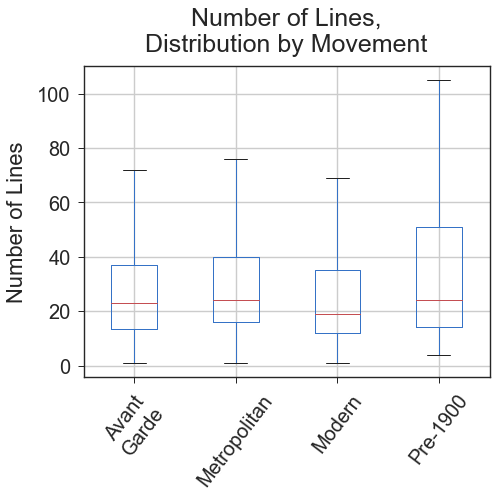 Number of Lines,
Distribution by Movement
Number of Lines
100
80
60
40
20
0
Avant
Garde
Metropolitan
Modern
Pre-1900